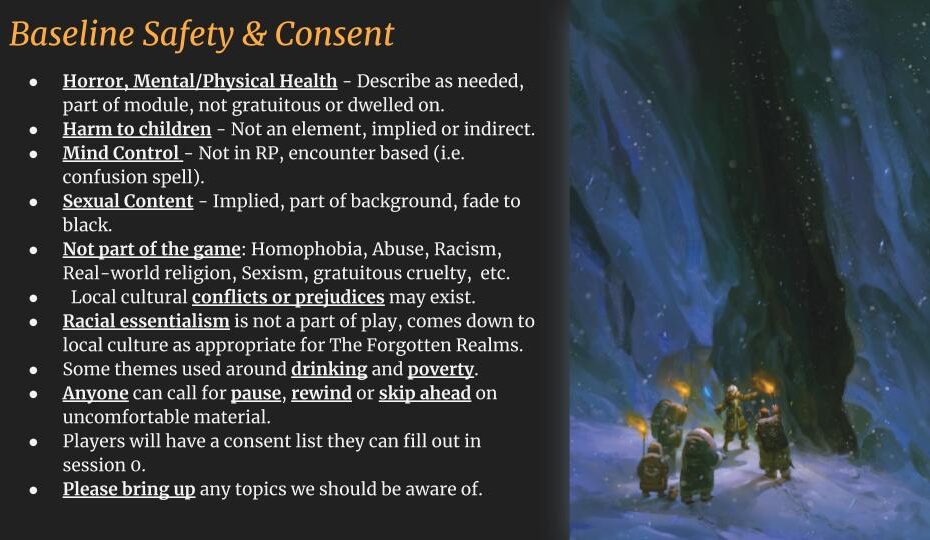 Baseline Safety & Consent
● Horror, Mental/Physical Health - Describe as needed,
part of module, not gratuitous or dwelled on.
● Harm to children - Not an element, implied or indirect.
● Mind Control - Not in RP, encounter based (i.e.
confusion spell).
● Sexual Content - Implied, part of background, fade to
black.
● Not part of the game: Homophobia, Abuse, Racism,
Real-world religion, Sexism, gratuitous cruelty, etc.
● Local cultural conflicts or prejudices may exist.
● Racial essentialism is not a part of play, comes down to
local culture as appropriate for The Forgotten Realms.
● Some themes used around drinking and poverty.
● Anyone can call for pause, rewind or skip ahead on
uncomfortable material.
● Players will have a consent list they can fill out in
session 0.
● Please bring up any topics we should be aware of.